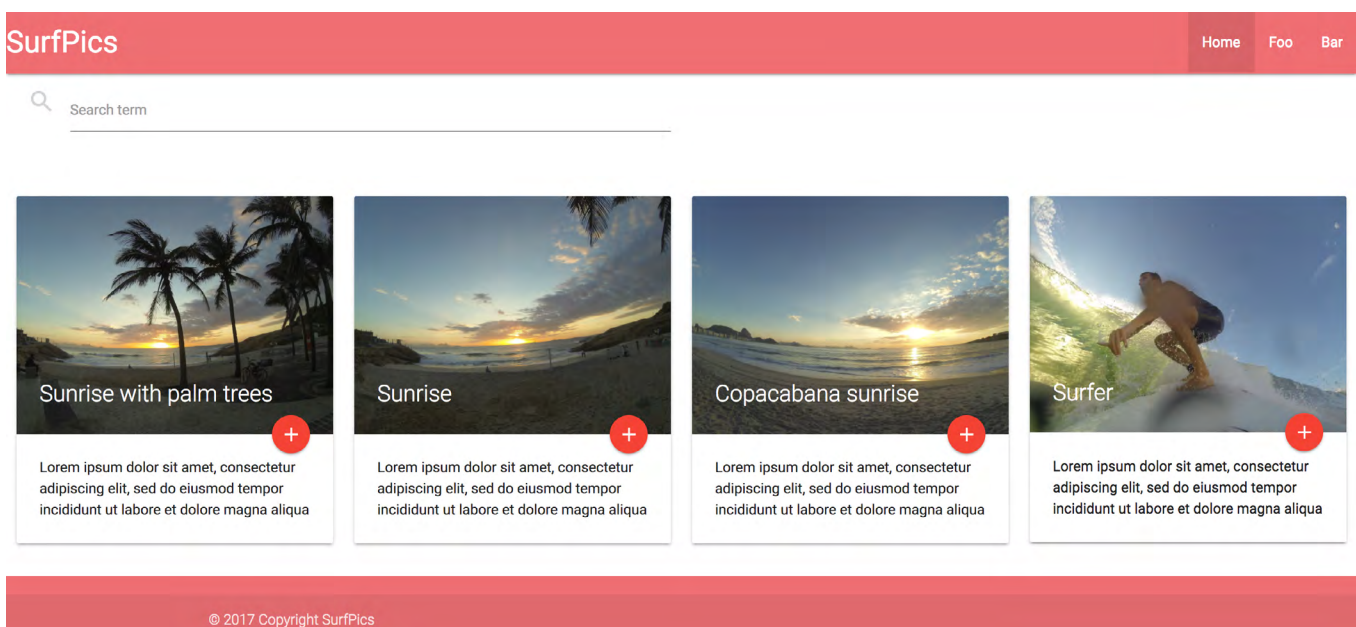 SurfPics
Home Foo Bar
Search term
Sunrise with palm trees
Lorem ipsum dolor sit amet, consectetur
adipiscing elit, sed do eiusmod tempor
incididunt ut labore et dolore magna aliqua
Sunrise
Lorem ipsum dolor sit amet, consectetur
adipiscing elit, sed do eiusmod tempor
incididunt ut labore et dolore magna aliqua
Copacabana sunrise
Lorem ipsum dolor sit amet, consectetur
adipiscing elit, sed do eiusmod tempor
incididunt ut labore et dolore magna aliqua
Surfer
Lorem ipsum dolor sit amet, consectetur
adipiscing elit, sed do eiusmod tempor
incididunt ut labore et dolore magna aliqua
© 2017 Copyright SurfPics